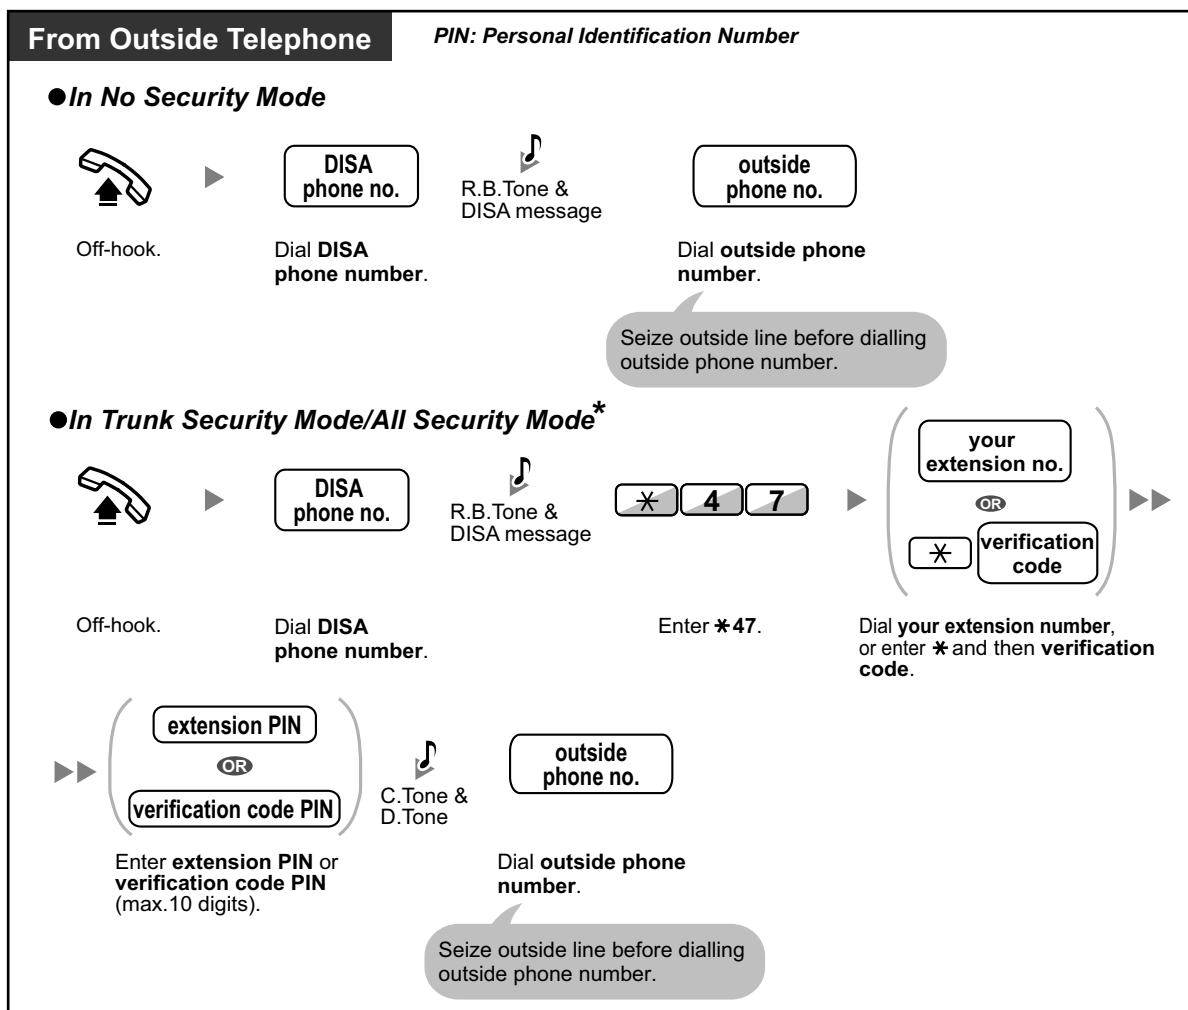 From Outside Telephone
PIN: Personal Identification Number
●In No Security Mode
DISA
phone no.
R.B.Tone &
DISA message
outside
phone no.
Off-hook.
Dial DISA
phone number.
Dial outside phone
number.
Seize outside line before dialling
outside phone number.
●In Trunk Security Mode/All Security Mode*
DISA
phone no.
R.B.Tone &
DISA message
* 4 7
your
extension no.
OR
* verification
code
Off-hook.
Dial DISA
phone number.
Enter *47.
Dial your extension number,
or enter * and then verification
code.
extension PIN
OR
verification code PIN
C.Tone &
D.Tone
outside
phone no.
Enter extension PIN or
verification code PIN
(max.10 digits).
Dial outside phone
number.
Seize outside line before dialling
outside phone number.